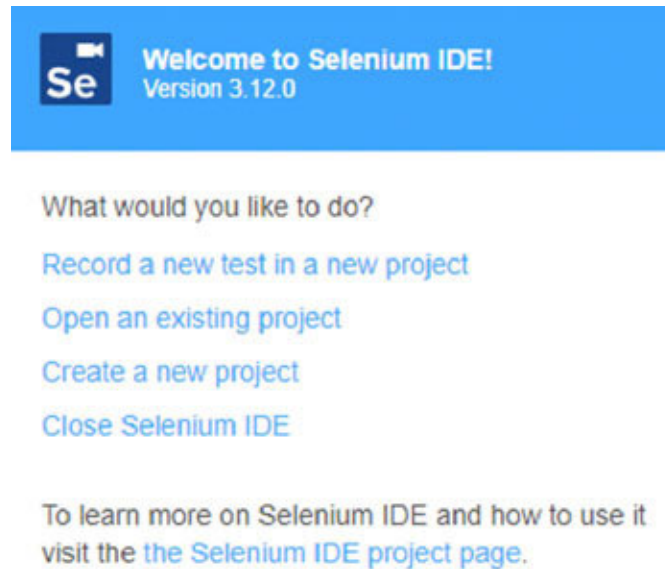 Se
Welcome to Selenium IDE!
Version 3.12.0
What would you like to do?
Record a new test in a new project
Open an existing project
Create a new project
Close Selenium IDE
To learn more on Selenium IDE and how to use it
visit the the Selenium IDE project page.